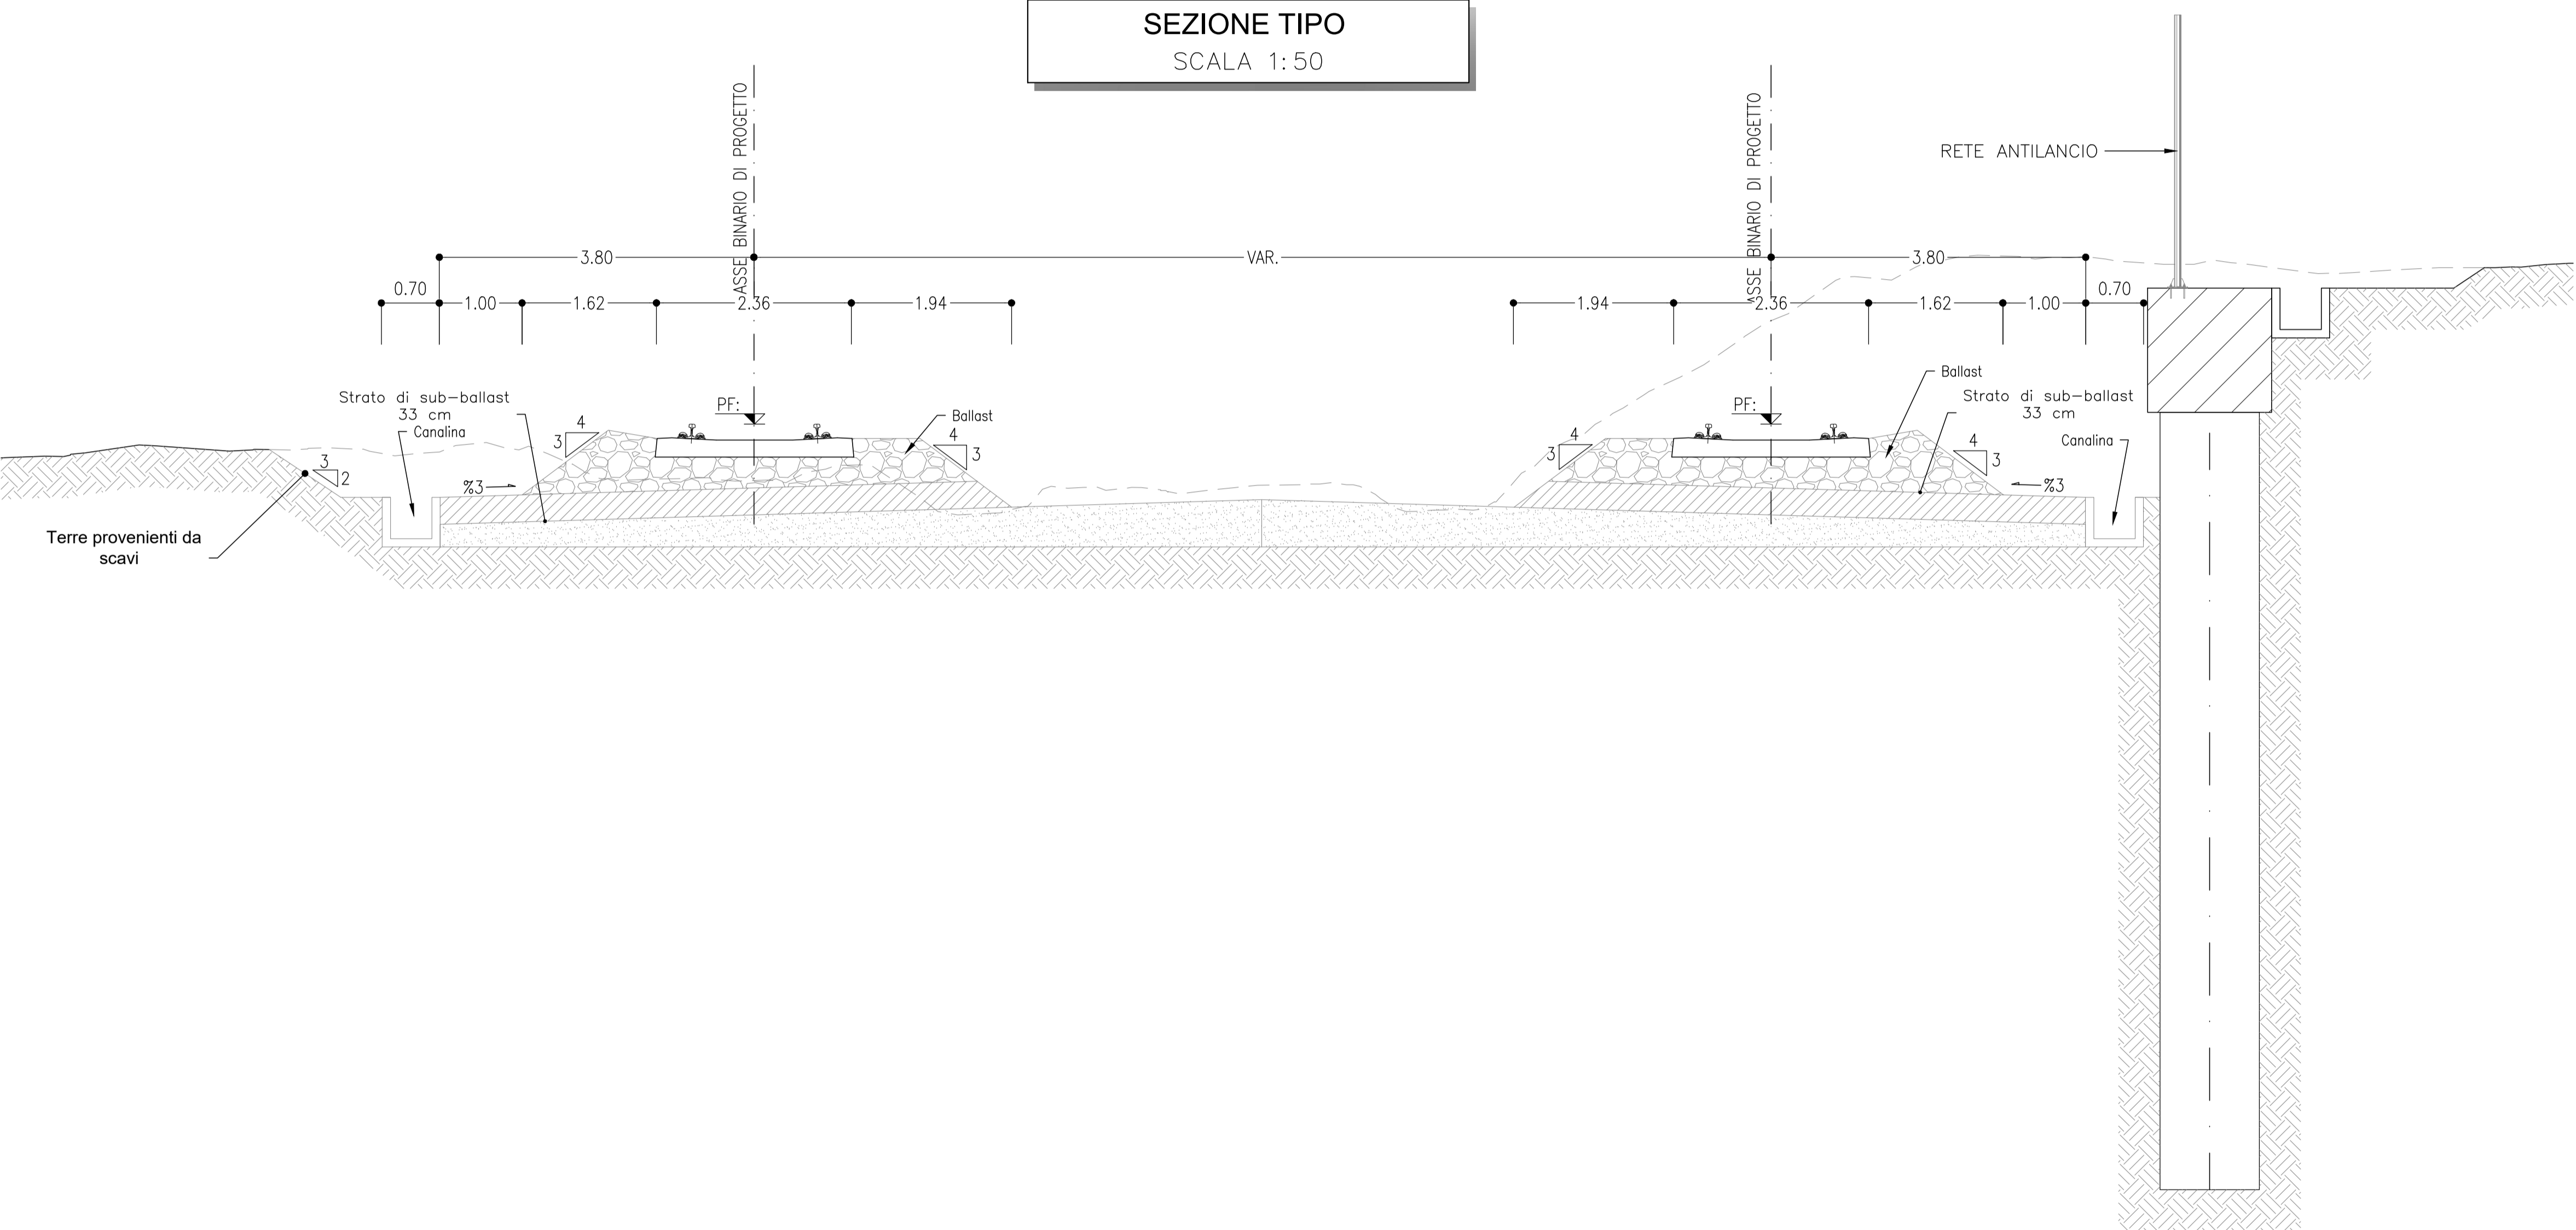 SEZIONE TIPO
SCALA 1:50
ASSE BINARIO DI PROGETTO
ASSE BINARIO DI PROGETTO
RETE ANTILANCIO
3.80
VAR.
3.80
0.70
1.00
1.62
2.36
1.94
1.94
2.36
1.62
1.00
0.70
Strato di sub-ballast
33 cm
Canalina
4
3
PF:
Ballast
4
3
4
3
PF:
Ballast
Strato di sub-ballast
33 cm
Canalina
4
3
3
2
%3
%3
Terre provenienti da
scavi